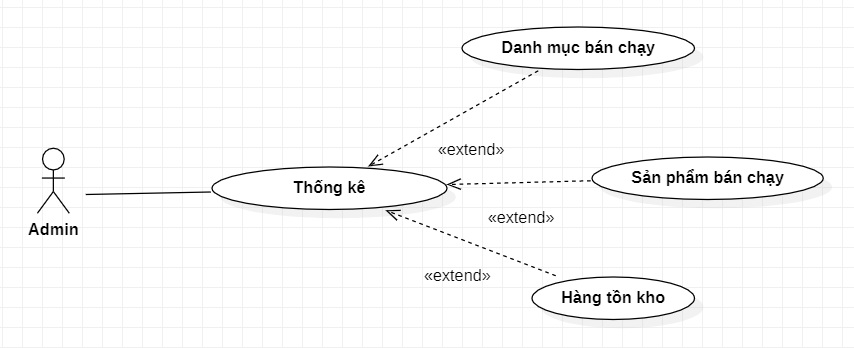 Danh mục bán chạy
«extend»
Thống kê
Sản phẩm bán chạy
Admin
«extend»
«extend»
Hàng tồn kho